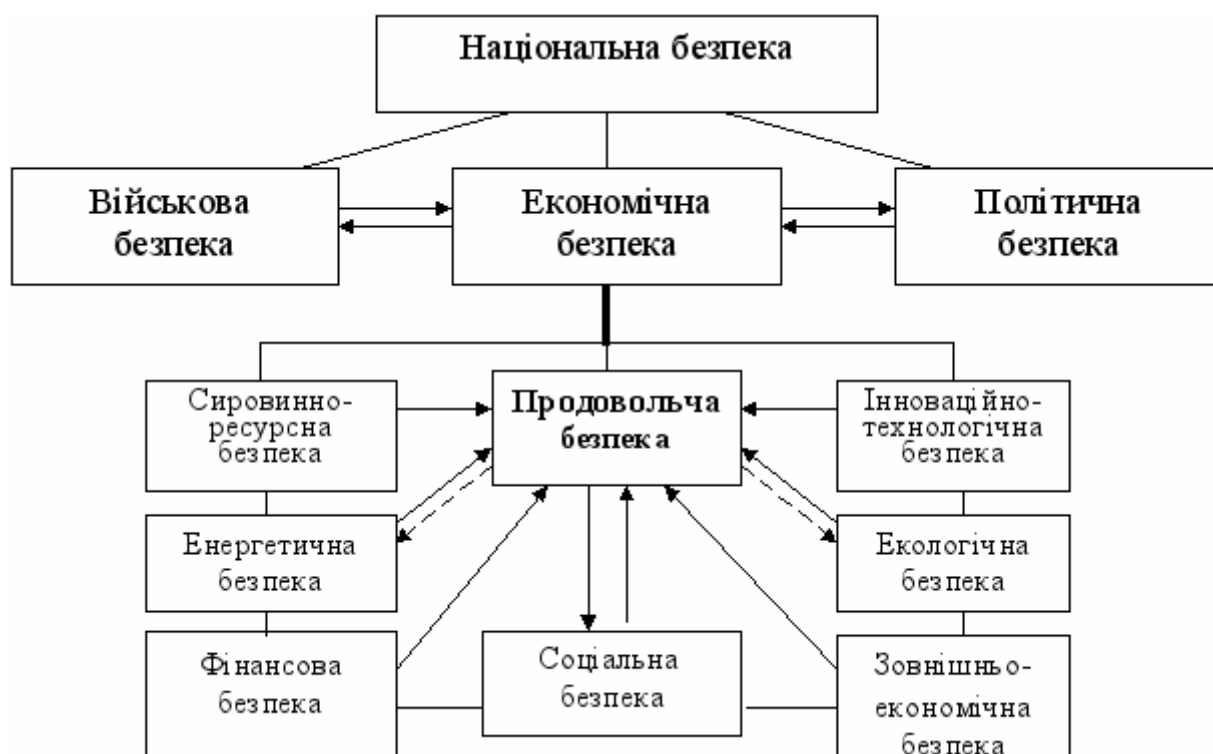 Національна безпека
Військова
безпека
Економічна
безпека
Політична
безпека
Сировинно-
ресурсна
безпека
Продовольча
безпека
Інноваційно-
технологічна
безпека
Енергетична
безпека
Екологічна
безпека
Фінансова
безпека
Соціальна
безпека
Зовнішньо-
економічна
безпека